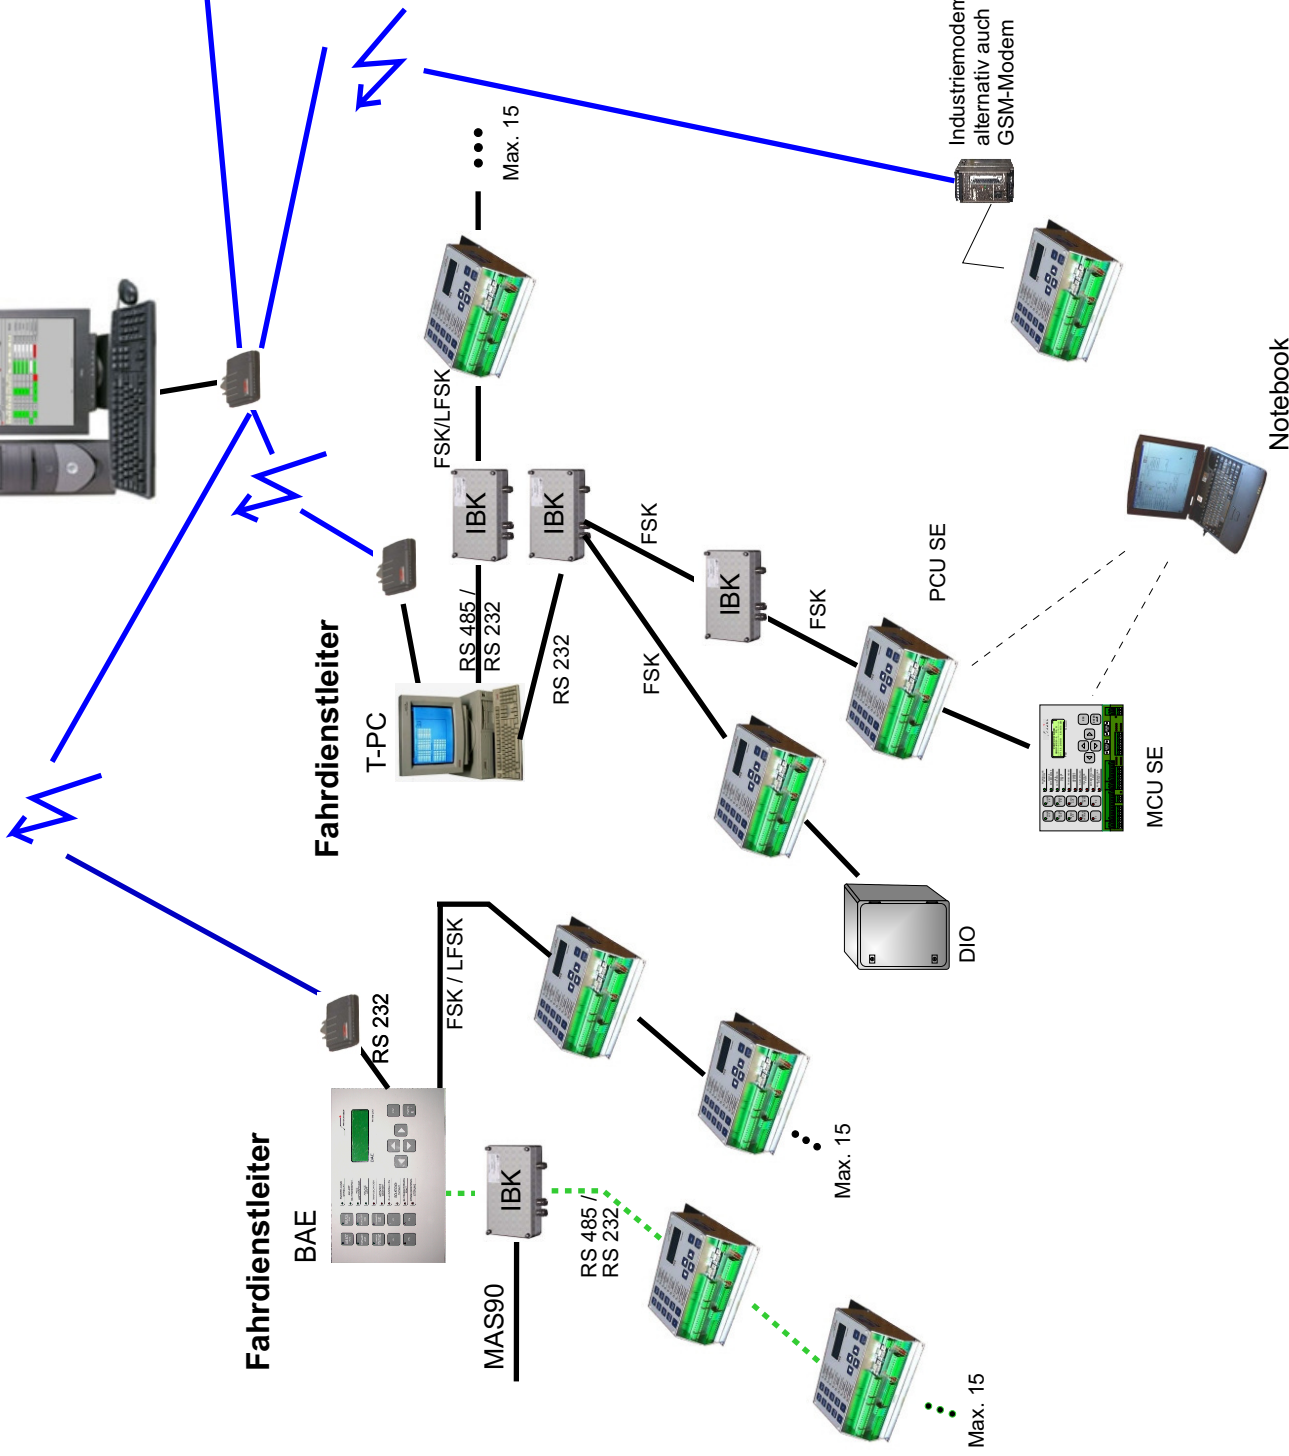 Fahrdienstleiter
BAE
RS 232
FSK / LFSK
MAS90
IBK
RS 485 /
RS 232
Max. 15
Max. 15
Fahrdienstleiter
T-PC
RS 485 /
RS 232
RS 232
IBK
IBK
FSK/LFSK
Max. 15
FSK
FSK
IBK
FSK
PCU SE
DIO
MCU SE
Notebook
Industriemodem
alternativ auch
GSM-Modem